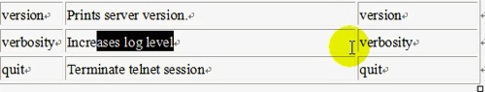 version Prints server version. version
verbosity Increases log level verbosity
quit Terminate telnet session quit